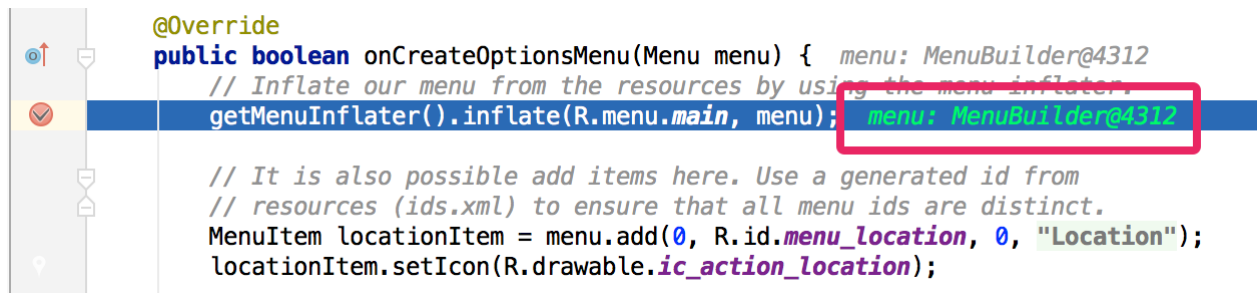 @Override
public boolean onCreateOptionsMenu(Menu menu) { menu: MenuBuilder@4312
// Inflate our menu from the resources by using the menu inflater.
getMenuInflater().inflate(R.menu.main, menu); menu: MenuBuilder@4312
// It is also possible add items here. Use a generated id from
// resources (ids.xml) to ensure that all menu ids are distinct.
MenuItem locationItem = menu.add(0, R.id.menu_location, 0, "Location");
locationItem.setIcon(R.drawable.ic_action_location);